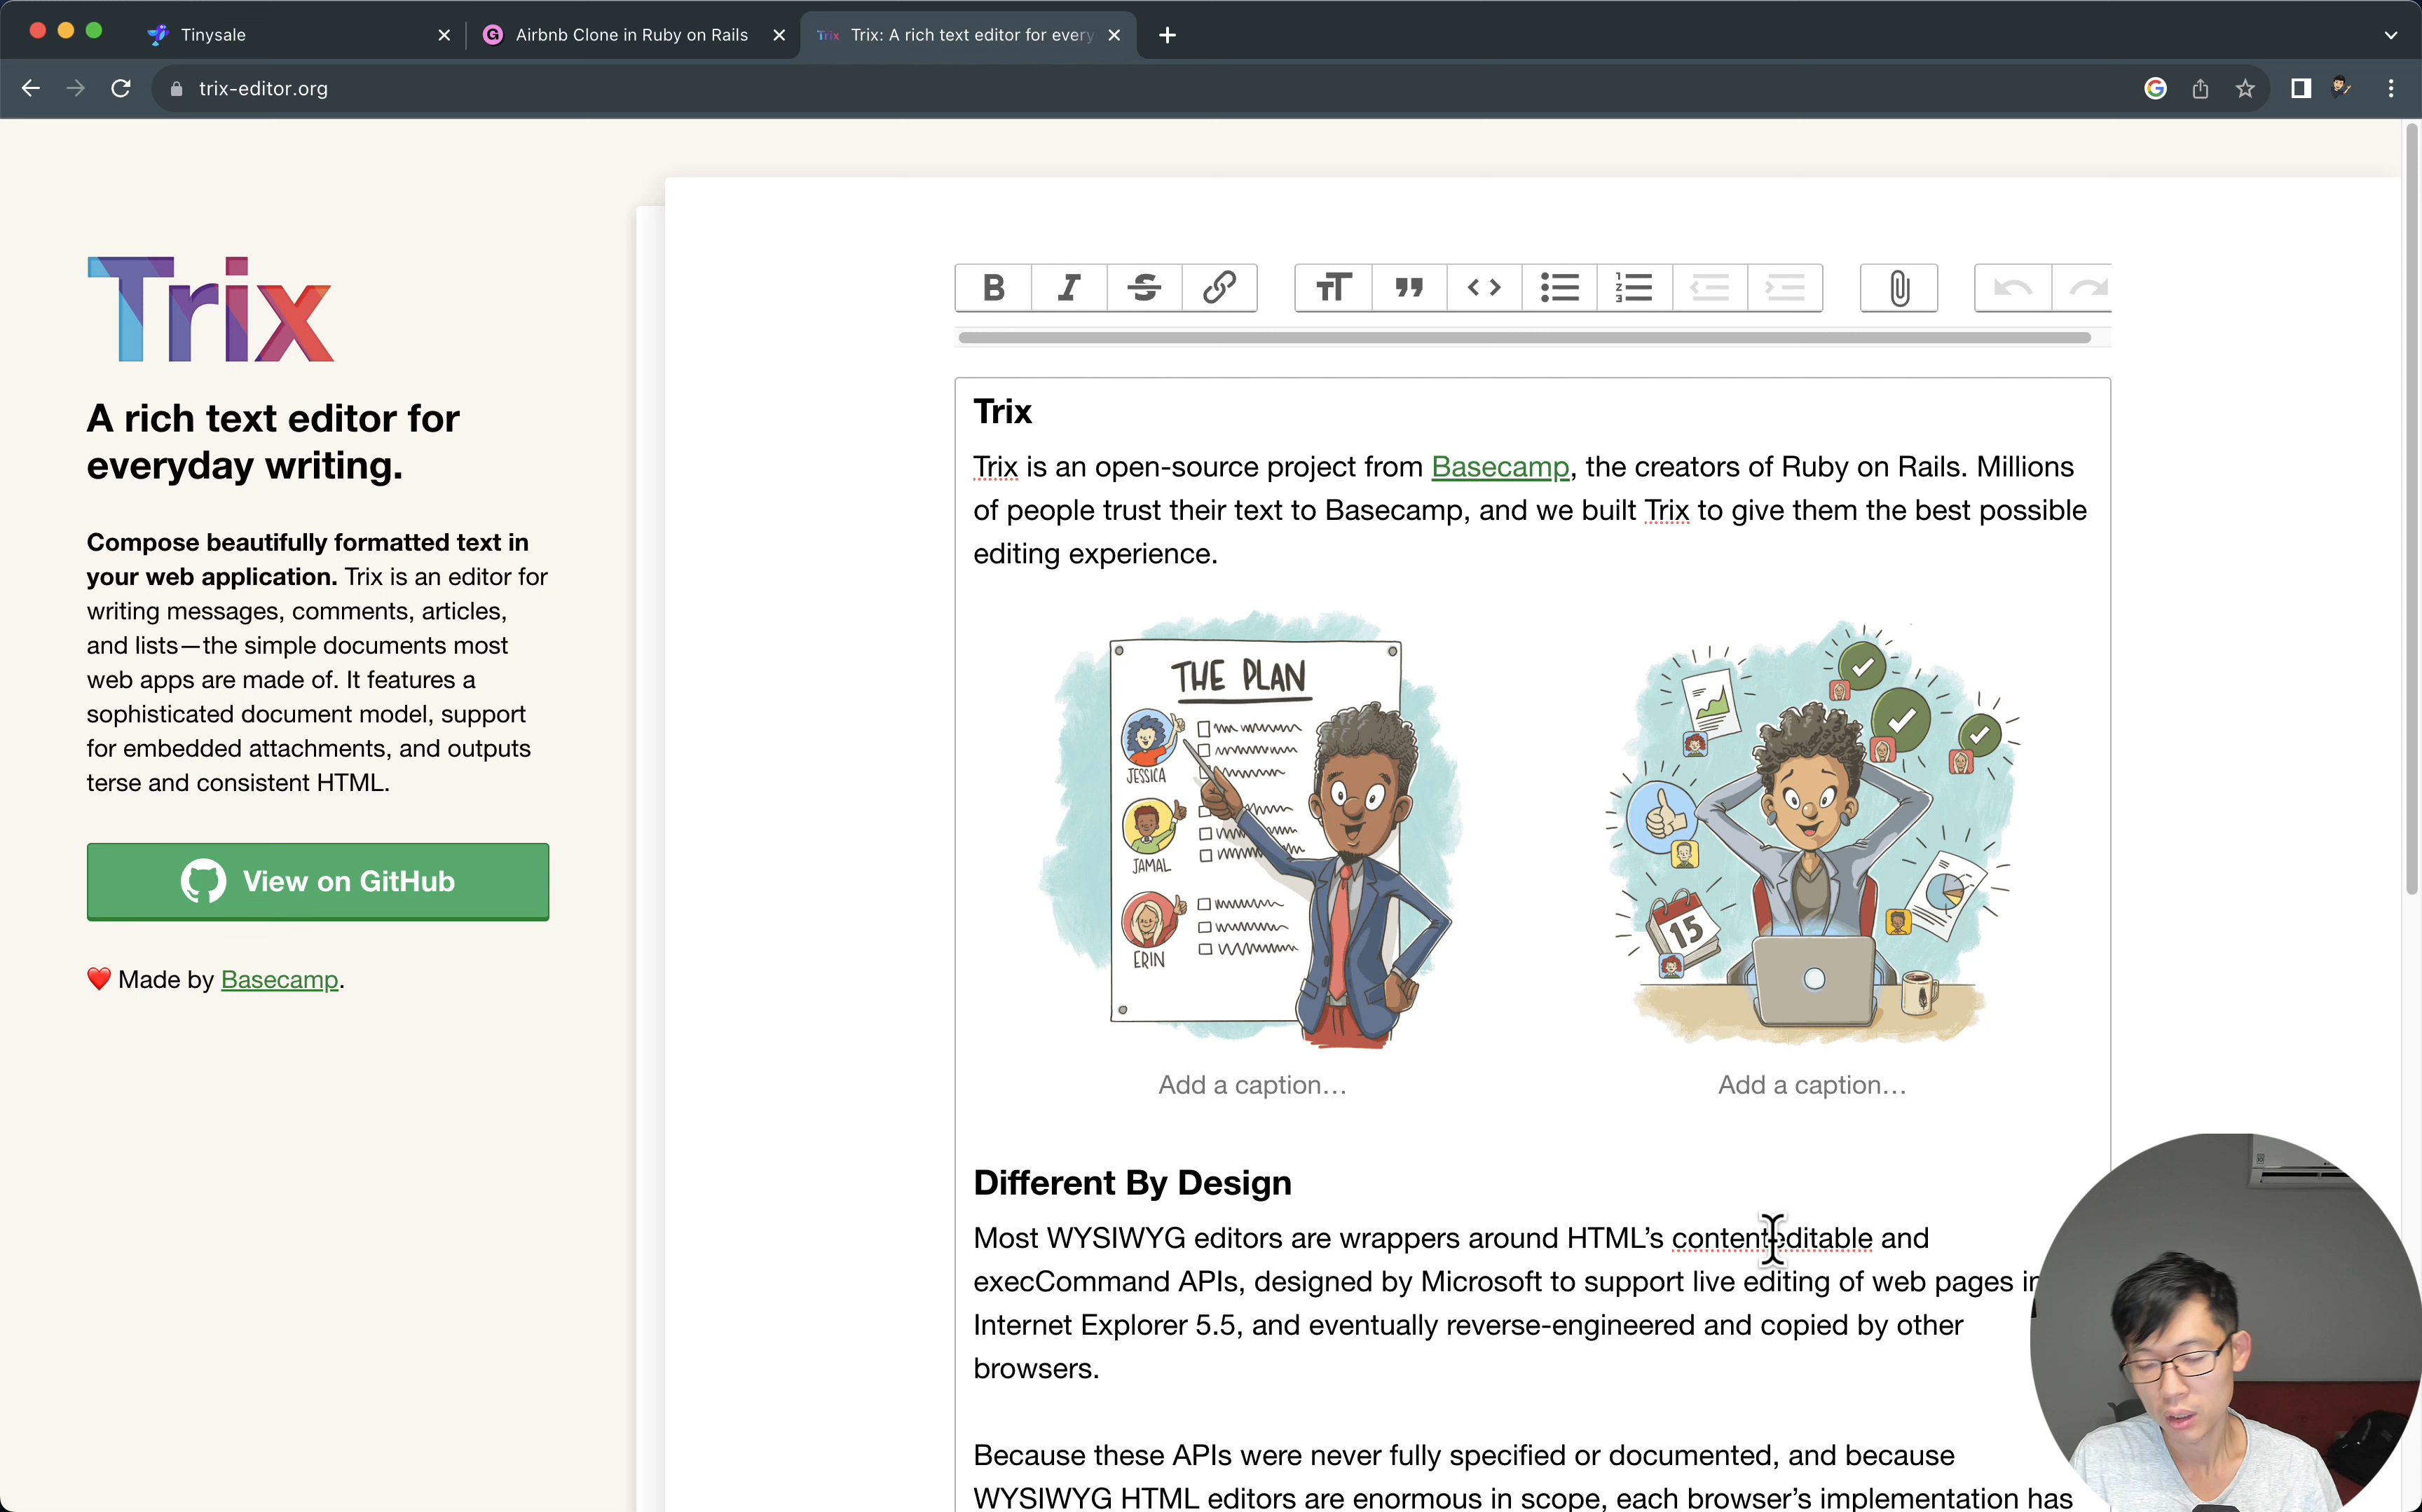 Tinysale
Airbnb Clone in Ruby on Rails
Trix
Trix: A rich text editor for every
trix-editor.org
Trix
A rich text editor for
everyday writing.
Compose beautifully formatted text in
your web application. Trix is an editor for
writing messages, comments, articles,
and lists—the simple documents most
web apps are made of. It features a
sophisticated document model, support
for embedded attachments, and outputs
terse and consistent HTML.
View on GitHub
❤️ Made by Basecamp.
Trix
Trix is an open-source project from Basecamp, the creators of Ruby on Rails. Millions
of people trust their text to Basecamp, and we built Trix to give them the best possible
editing experience.
THE PLAN
JESSICA
JAMAL
ERIN
15
Add a caption…
Add a caption…
Different By Design
Most WYSIWYG editors are wrappers around HTML’s contenteditable and
execCommand APIs, designed by Microsoft to support live editing of web pages in
Internet Explorer 5.5, and eventually reverse-engineered and copied by other
browsers.
Because these APIs were never fully specified or documented, and because
WYSIWYG HTML editors are enormous in scope, each browser’s implementation has